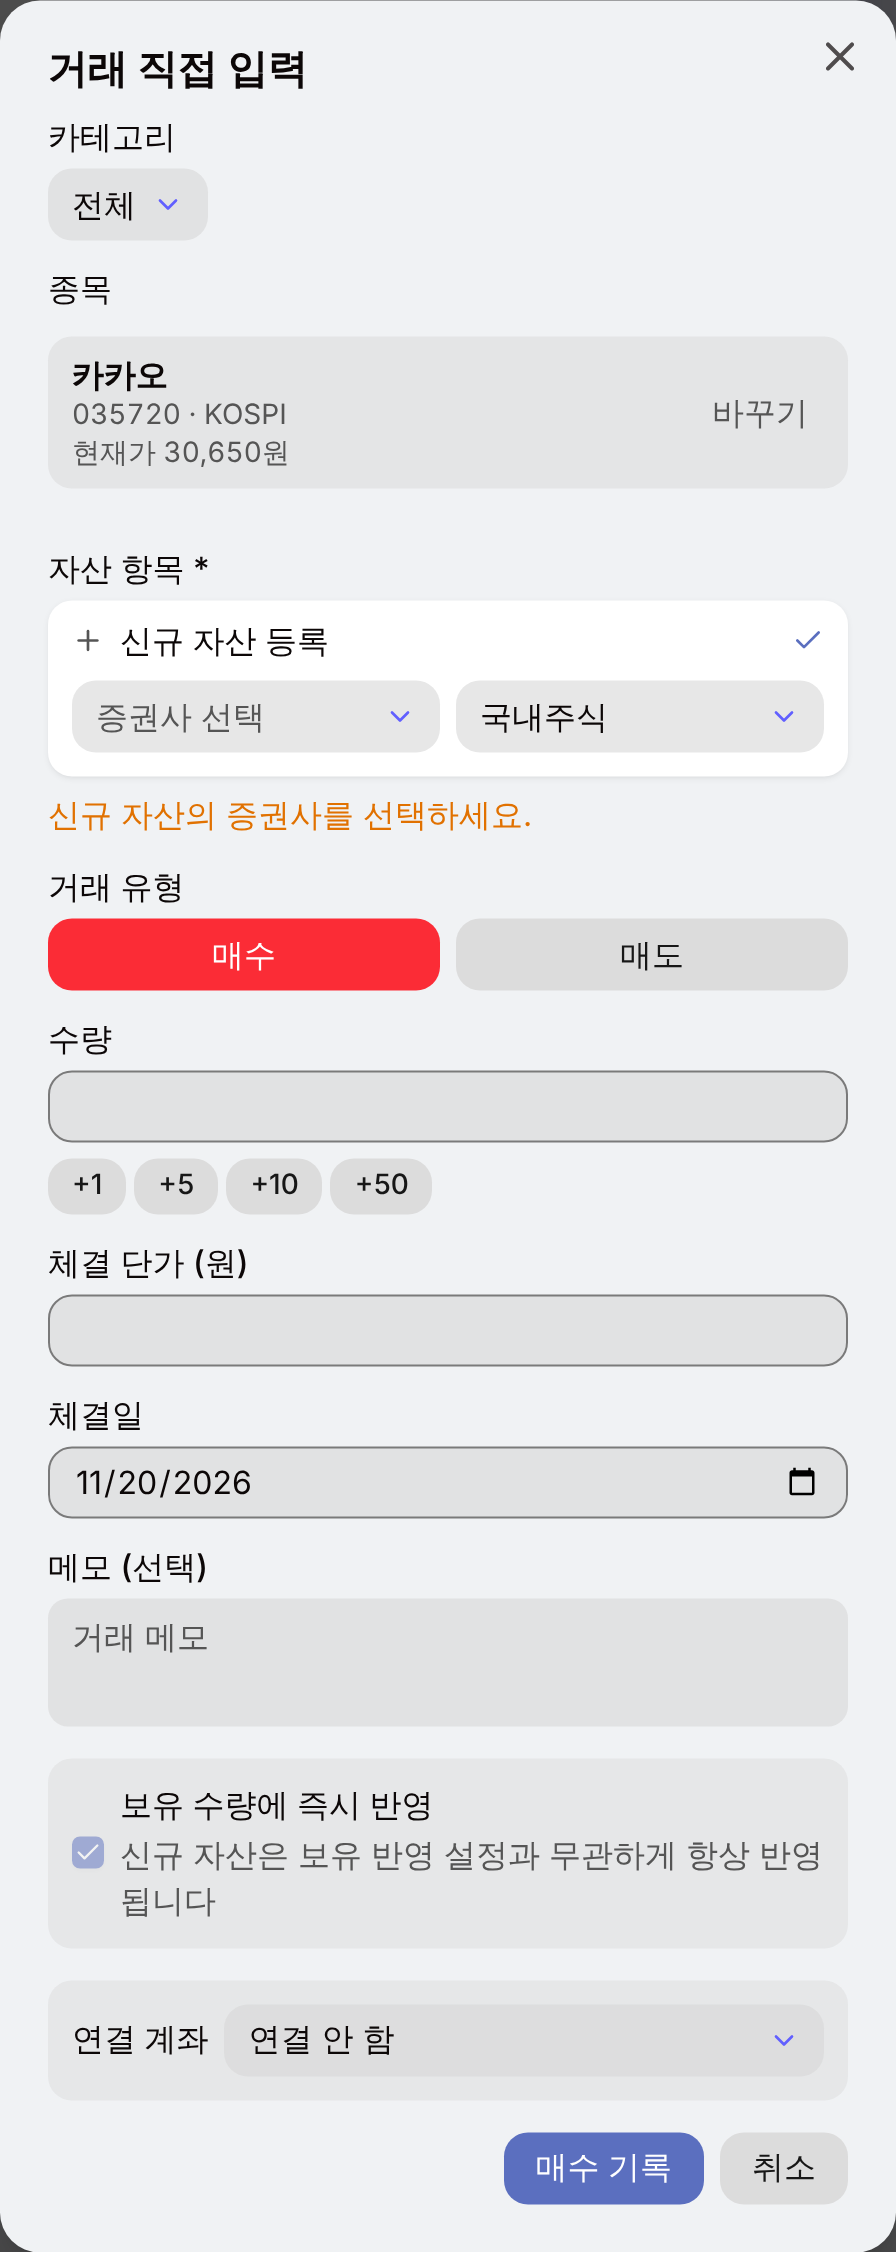 거래 직접 입력
카테고리
전체
종목
카카오
035720 · KOSPI
현재가 30,650원
바꾸기
자산 항목 *
신규 자산 등록
증권사 선택
국내주식
신규 자산의 증권사를 선택하세요.
거래 유형
매수
매도
수량
+1
+5
+10
+50
체결 단가 (원)
체결일
11/20/2026
메모 (선택)
거래 메모
보유 수량에 즉시 반영
신규 자산은 보유 반영 설정과 무관하게 항상 반영
됩니다
연결 계좌
연결 안 함
매수 기록
취소